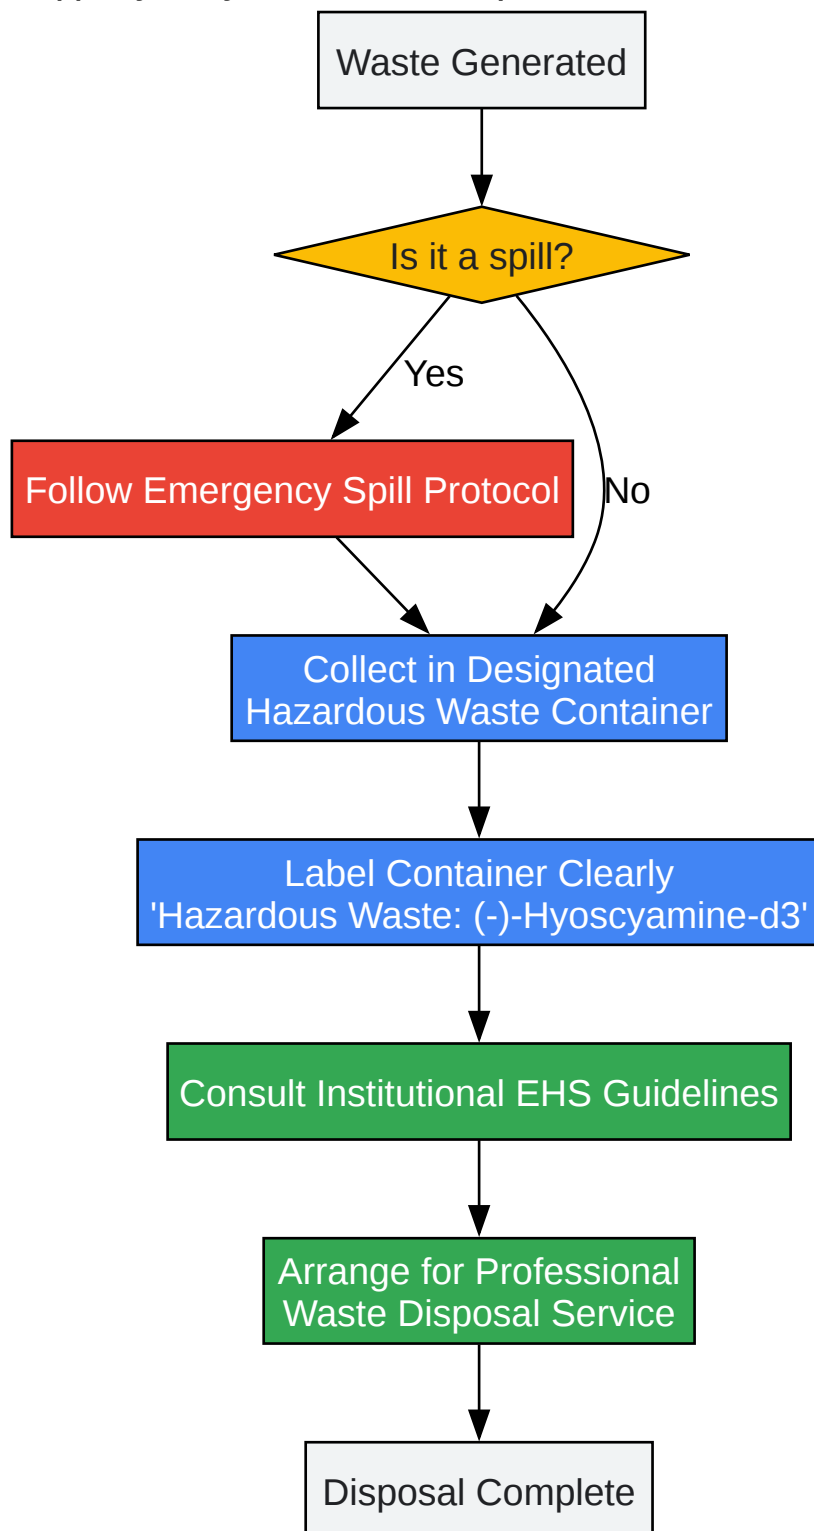 Waste Generated
Is it a spill?
Yes
Follow Emergency Spill Protocol
No
Collect in Designated
Hazardous Waste Container
Label Container Clearly
'Hazardous Waste: (-)-Hyoscyamine-d3'
Consult Institutional EHS Guidelines
Arrange for Professional
Waste Disposal Service
Disposal Complete